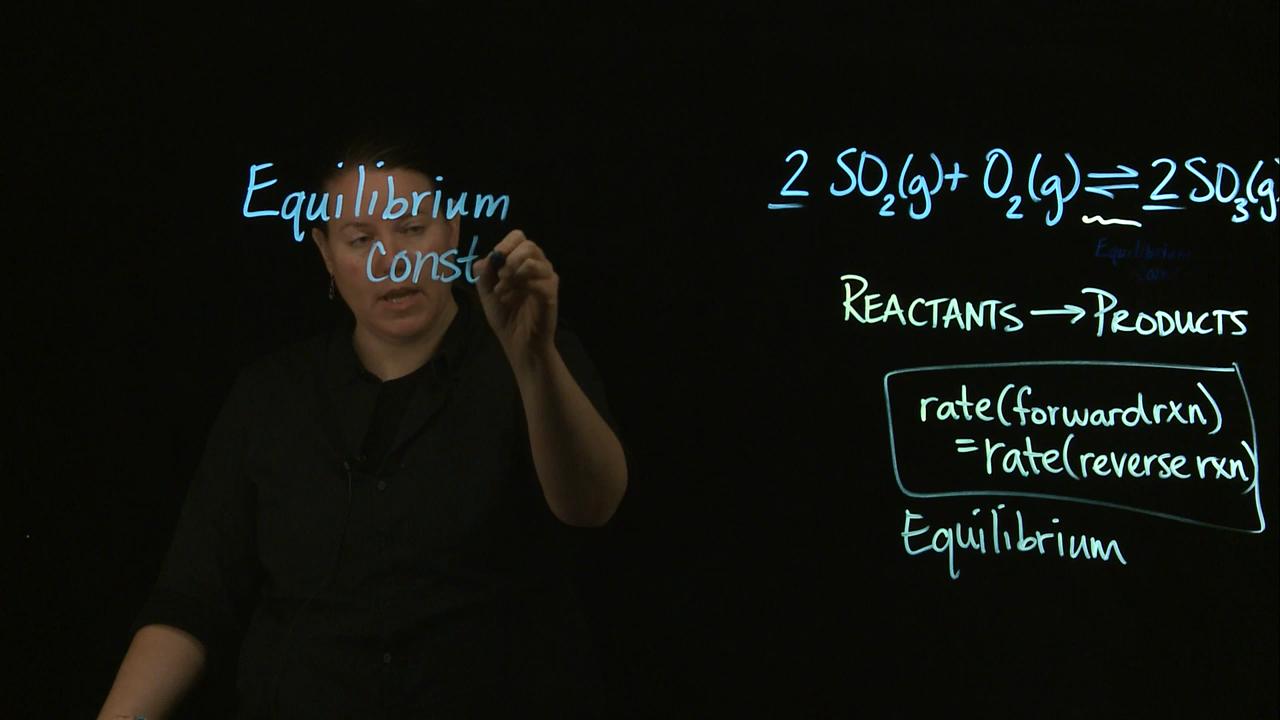 Equilibrium
const
2 SO₂(g) + O₂(g) ⇌ 2 SO₃(g
REACTANTS → PRODUCTS
rate(forward rxn)
= rate(reverse rxn)
Equilibrium